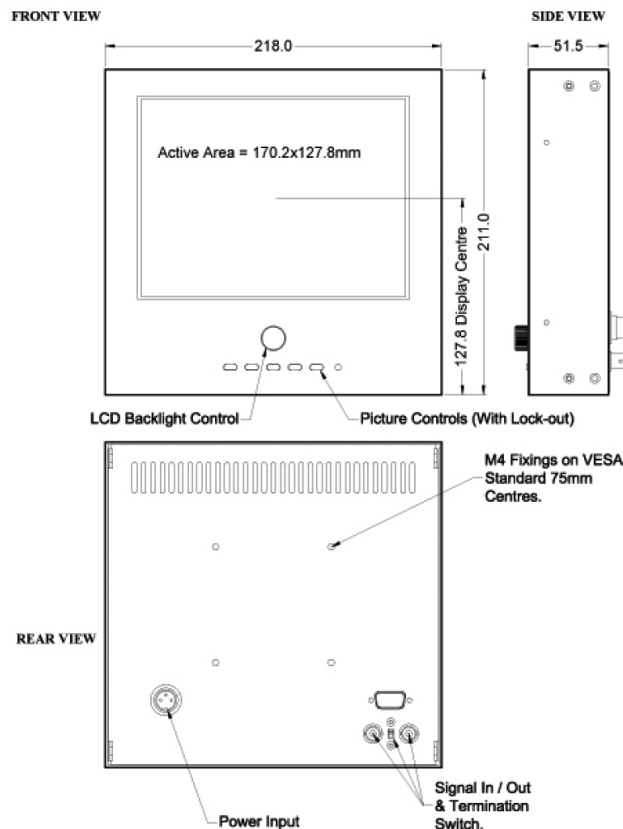 FRONT VIEW
SIDE VIEW
218.0
51.5
Active Area = 170.2x127.8mm
127.8 Display Centre
211.0
LCD Backlight Control
Picture Controls (With Lock-out)
M4 Fixings on VESA
Standard 75mm
Centres.
REAR VIEW
Signal In / Out
& Termination
Switch.
Power Input